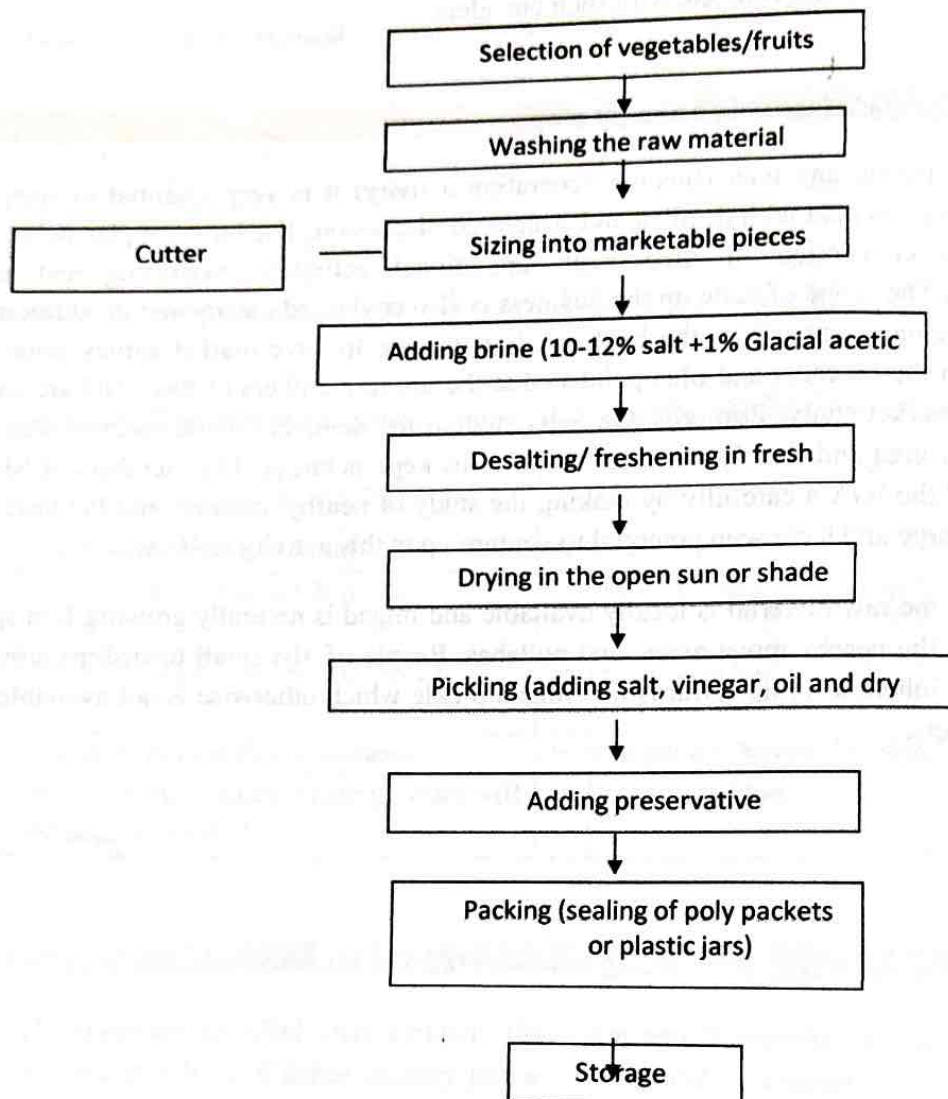 Selection of vegetables/fruits
Washing the raw material
Cutter
Sizing into marketable pieces
Adding brine (10-12% salt +1% Glacial acetic
Desalting/ freshening in fresh
Drying in the open sun or shade
Pickling (adding salt, vinegar, oil and dry
Adding preservative
Packing (sealing of poly packets
or plastic jars)
Storage